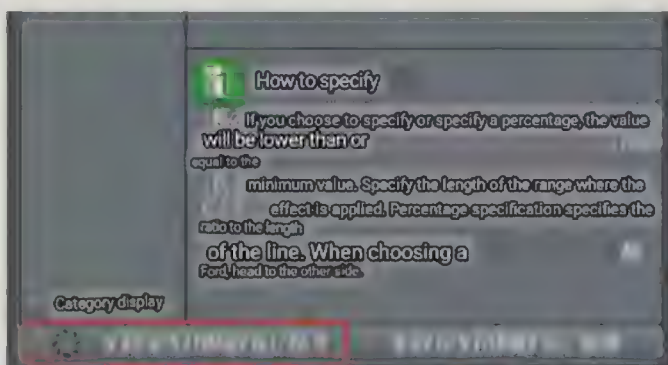 How to specify
If you choose to specify or specify a percentage, the value
will be lower than or
equal to the
minimum value. Specify the length of the range where the
effect is applied. Percentage specification specifies the
ratio to the length
of the line. When choosing a
Ford, head to the other side.
Category display